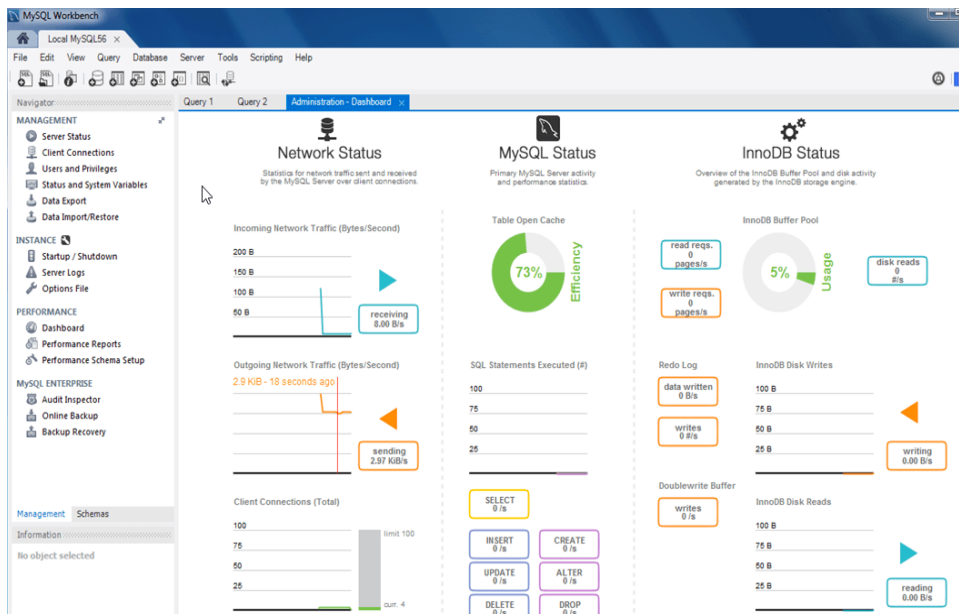 MySQL Workbench
Local MySQL56
File Edit View Query Database Server Tools Scripting Help
Navigator
MANAGEMENT
Server Status
Client Connections
Users and Privileges
Status and System Variables
Data Export
Data Import/Restore
INSTANCE
Startup / Shutdown
Server Logs
Options File
PERFORMANCE
Dashboard
Performance Reports
Performance Schema Setup
MySQL ENTERPRISE
Audit Inspector
Online Backup
Backup Recovery
Management Schemas
Information
No object selected
Query 1 Query 2 Administration - Dashboard
Network Status
Statistics for network traffic sent and received
by the MySQL Server over client connections.
Incoming Network Traffic (Bytes/Second)
200 B
150 B
100 B
50 B
receiving
8.00 B/s
Outgoing Network Traffic (Bytes/Second)
2.9 KiB - 18 seconds ago
sending
2.97 KiB/s
Client Connections (Total)
100
75
50
25
limit 100
curr. 4
MySQL Status
Primary MySQL Server activity
and performance statistics.
Table Open Cache
73%
Efficiency
SQL Statements Executed (#)
100
75
50
25
SELECT
0 /s
INSERT
0 /s
CREATE
0 /s
UPDATE
0 /s
ALTER
0 /s
DELETE
0 /s
DROP
0 /s
InnoDB Status
Overview of the InnoDB Buffer Pool and disk activity
generated by the InnoDB storage engine.
InnoDB Buffer Pool
read reqs.
0
pages/s
write reqs.
0
pages/s
5%
Usage
disk reads
0
#/s
Redo Log
data written
0 B/s
writes
0 #/s
Doublewrite Buffer
writes
0 /s
InnoDB Disk Writes
100 B
75 B
50 B
25 B
writing
0.00 B/s
InnoDB Disk Reads
100 B
75 B
50 B
25 B
reading
0.00 B/s